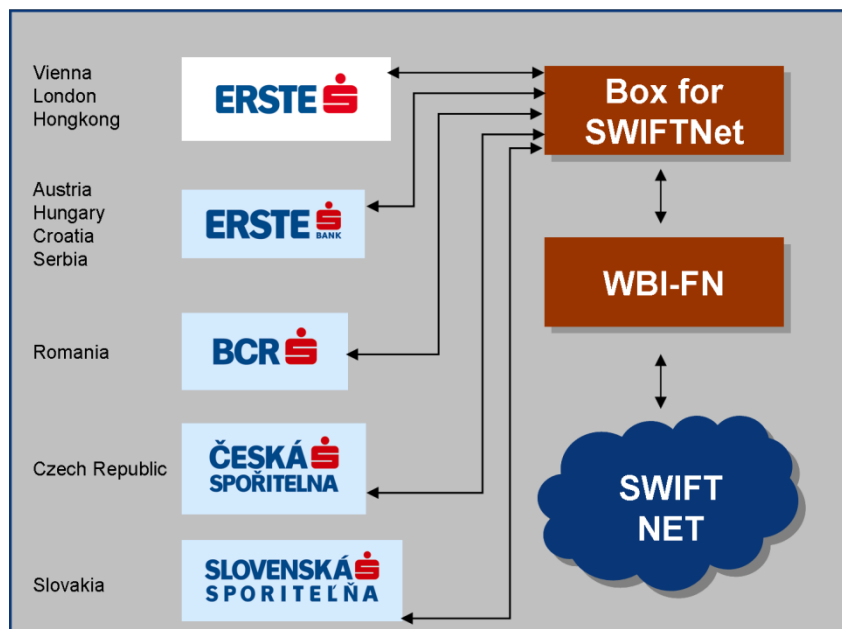 Vienna
London
Hongkong
ERSTE
Box for
SWIFTNet
Austria
Hungary
Croatia
Serbia
ERSTE
BANK
WBI-FN
Romania
BCR
Czech Republic
ČESKÁ
SPOŘITELNA
SWIFT
NET
Slovakia
SLOVENSKÁ
SPORITEĽŇA